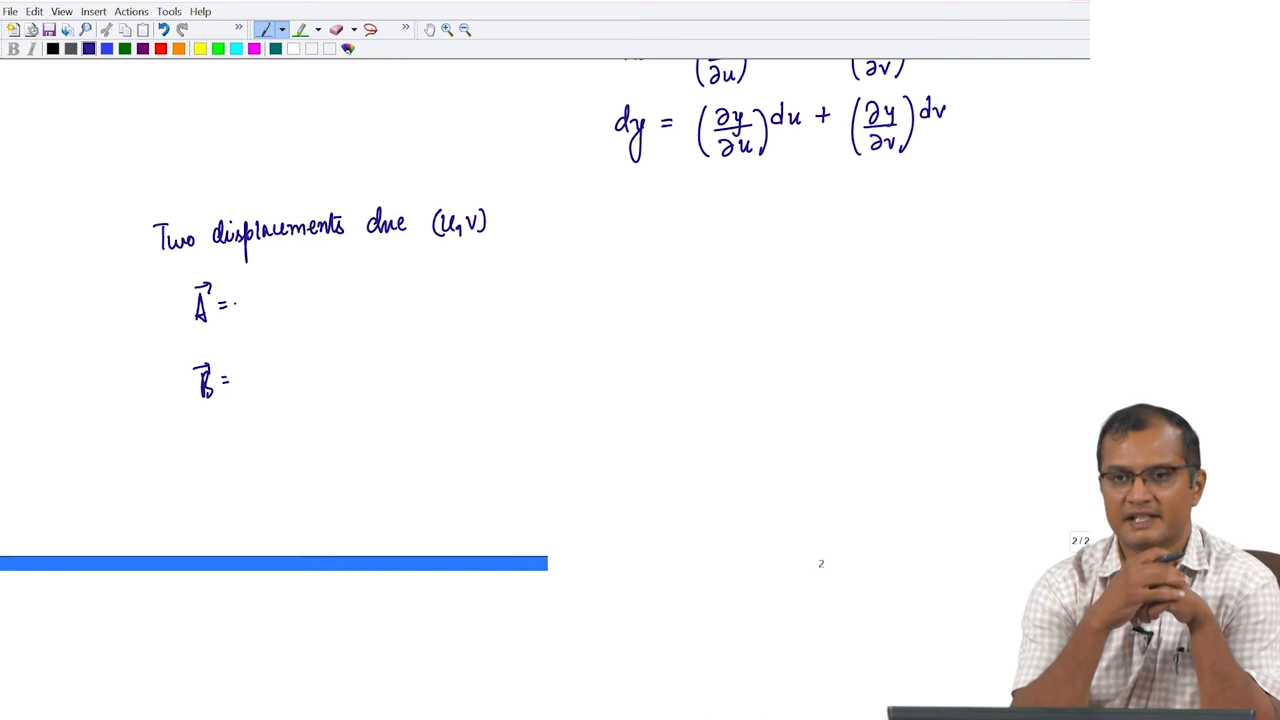 File Edit View Insert Actions Tools Help
(∂u) (∂v)
dy = (∂y/∂u) du + (∂y/∂v) dv
Two displacements due (u,v)
A⃗ =
B⃗ =
2/2
2